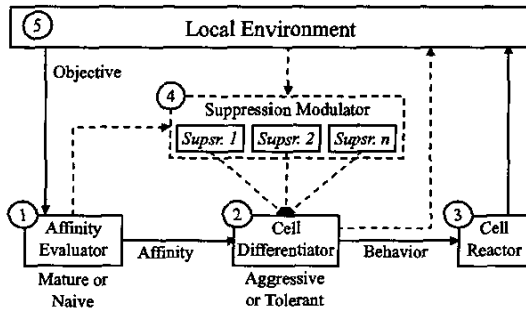 5
Local Environment
Objective
4
Suppression Modulator
Supsr. 1
Supsr. 2
Supsr. n
1
Affinity
Evaluator
Mature or
Naive
Affinity
2
Cell
Differentiator
Aggressive
or Tolerant
Behavior
3
Cell
Reactor